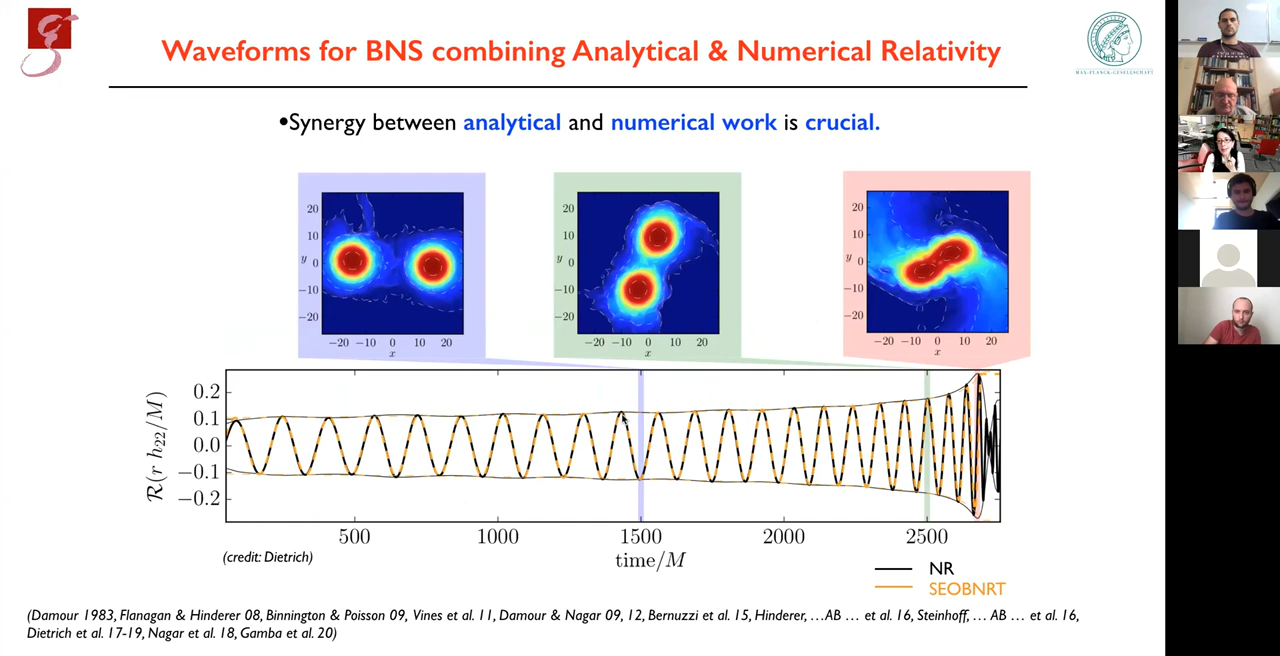 Waveforms for BNS combining Analytical & Numerical Relativity
MAX-PLANCK-GESELLSCHAFT
•Synergy between analytical and numerical work is crucial.
20
10
y 0
−10
−20
−20 −10 0 10 20
x
20
10
y 0
−10
−20
−20 −10 0 10 20
x
20
10
y 0
−10
−20
−20 −10 0 10 20
x
R(r h22/M)
0.2
0.1
0.0
−0.1
−0.2
500 1000 1500 2000 2500
time/M
(credit: Dietrich)
NR
SEOBNRT
(Damour 1983, Flanagan & Hinderer 08, Binnington & Poisson 09, Vines et al. 11, Damour & Nagar 09, 12, Bernuzzi et al. 15, Hinderer, …AB … et al. 16, Steinhoff, … AB … et al. 16,
Dietrich et al. 17-19, Nagar et al. 18, Gamba et al. 20)